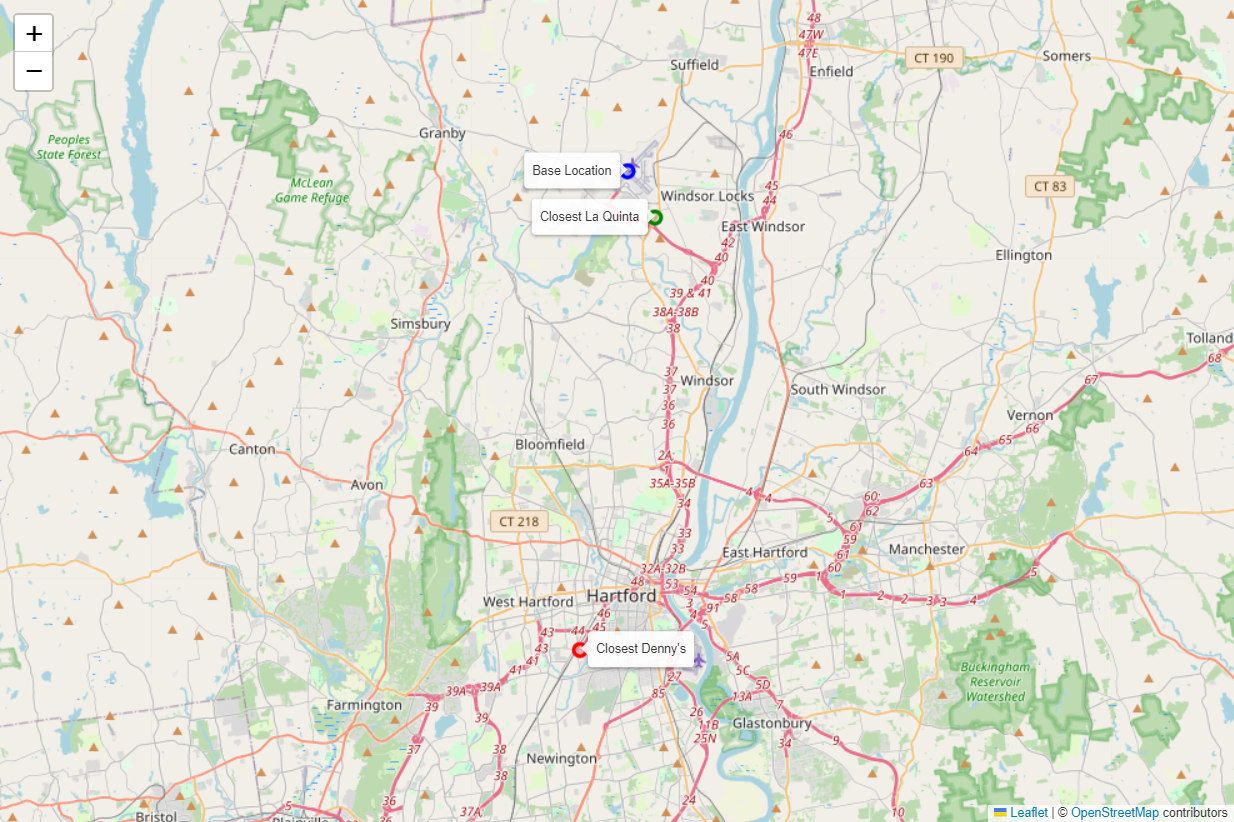 +
−
48
47W
47E
Suffield
Enfield
CT 190
Somers
Granby
46
Peoples
State Forest
Base Location
McLean
Game Refuge
45
44
CT 83
Windsor Locks
Closest La Quinta
East Windsor
42
40
40
Ellington
39 & 41
38A-38B
38
Simsbury
Tolland
68
37
37
36
36
Windsor
South Windsor
67
Vernon
66
65
64
Bloomfield
Canton
2A
1
35A-35B
Avon
63
4
4
34
60;
62
5
61
59
61
CT 218
33
33
East Hartford
Manchester
32A-32B
48
53
54
58
58
59
60
1
1
2
2
3
3
4
5
West Hartford
Hartford
3
91
4
5
46
45
44
43
43
41
41
Closest Denny’s
5A
5C
5D
Buckingham
Reservoir
Watershed
27
85
39A
39A
39
39
Farmington
13A
7
26
11B
25N
Glastonbury
34
9
37
38
38
Newington
36
37A
24
10
5
Bristol
Plainville
Leaflet | © OpenStreetMap contributors